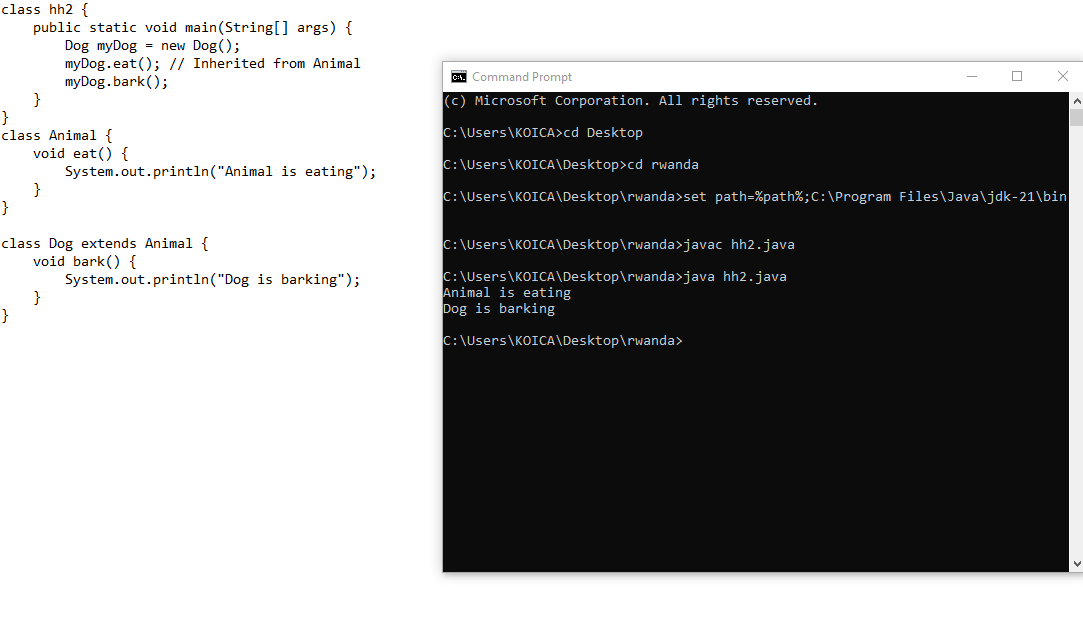 class hh2 {
    public static void main(String[] args) {
        Dog myDog = new Dog();
        myDog.eat(); // Inherited from Animal
        myDog.bark();
    }
}
class Animal {
    void eat() {
        System.out.println("Animal is eating");
    }
}
class Dog extends Animal {
    void bark() {
        System.out.println("Dog is barking");
    }
}
Command Prompt
(c) Microsoft Corporation. All rights reserved.
C:\Users\KOICA>cd Desktop
C:\Users\KOICA\Desktop>cd rwanda
C:\Users\KOICA\Desktop\rwanda>set path=%path%;C:\Program Files\Java\jdk-21\bin
C:\Users\KOICA\Desktop\rwanda>javac hh2.java
C:\Users\KOICA\Desktop\rwanda>java hh2.java
Animal is eating
Dog is barking
C:\Users\KOICA\Desktop\rwanda>